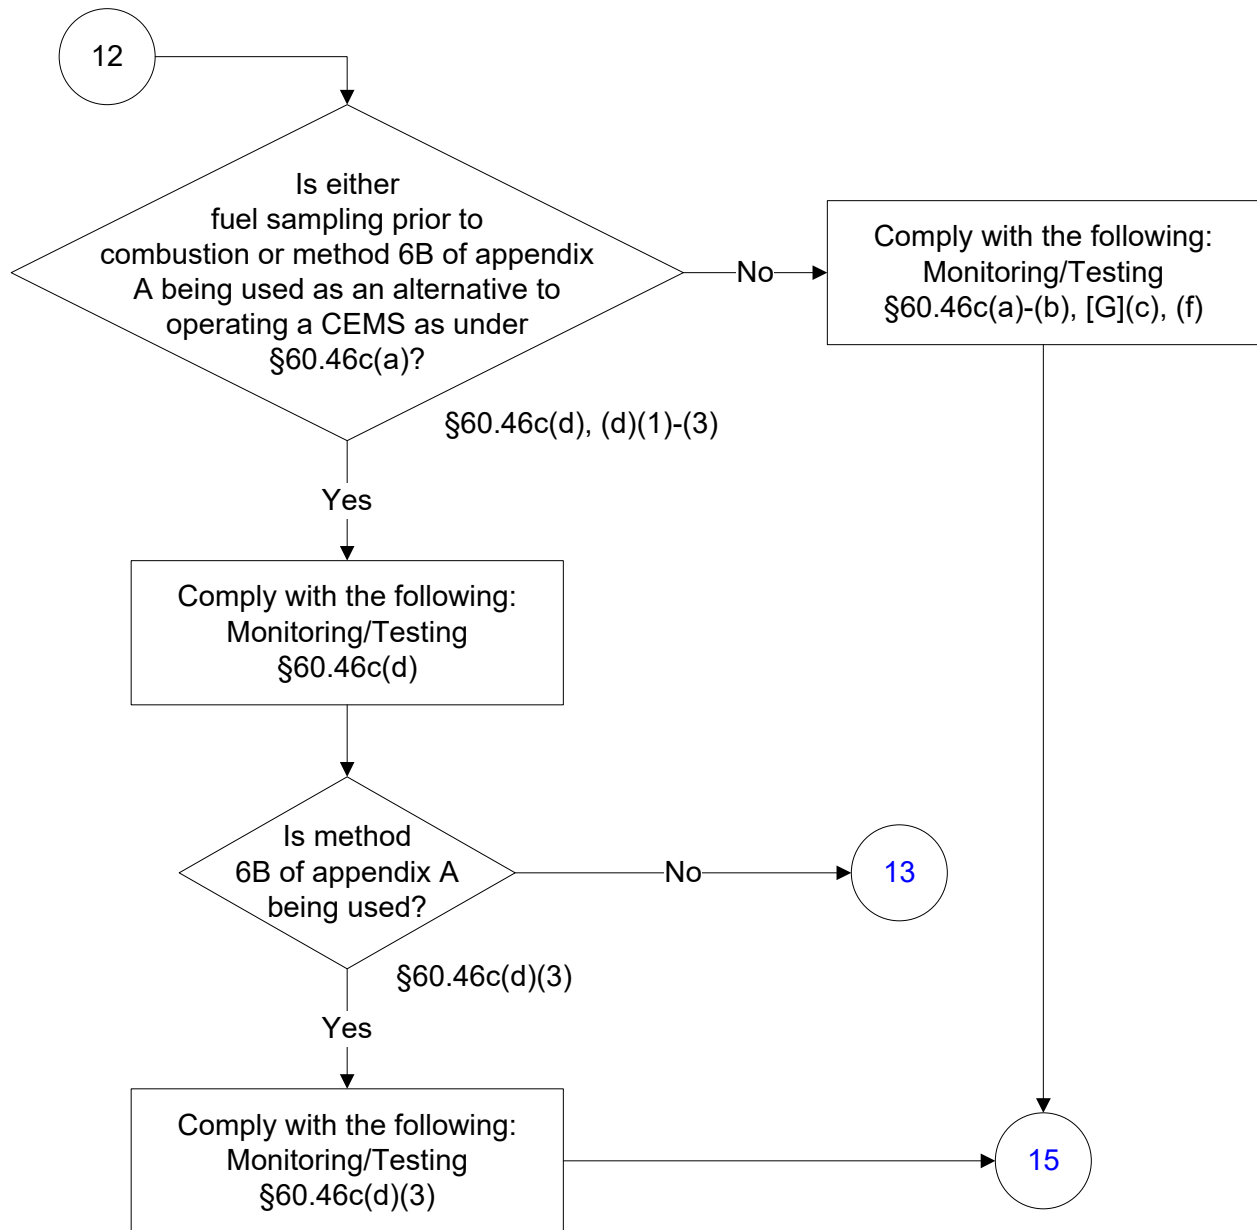 12
Is either
fuel sampling prior to
combustion or method 6B of appendix
A being used as an alternative to
operating a CEMS as under
§60.46c(a)?
No
Comply with the following:
Monitoring/Testing
§60.46c(a)-(b), [G](c), (f)
§60.46c(d), (d)(1)-(3)
Yes
Comply with the following:
Monitoring/Testing
§60.46c(d)
Is method
6B of appendix A
being used?
No
13
§60.46c(d)(3)
Yes
Comply with the following:
Monitoring/Testing
§60.46c(d)(3)
15